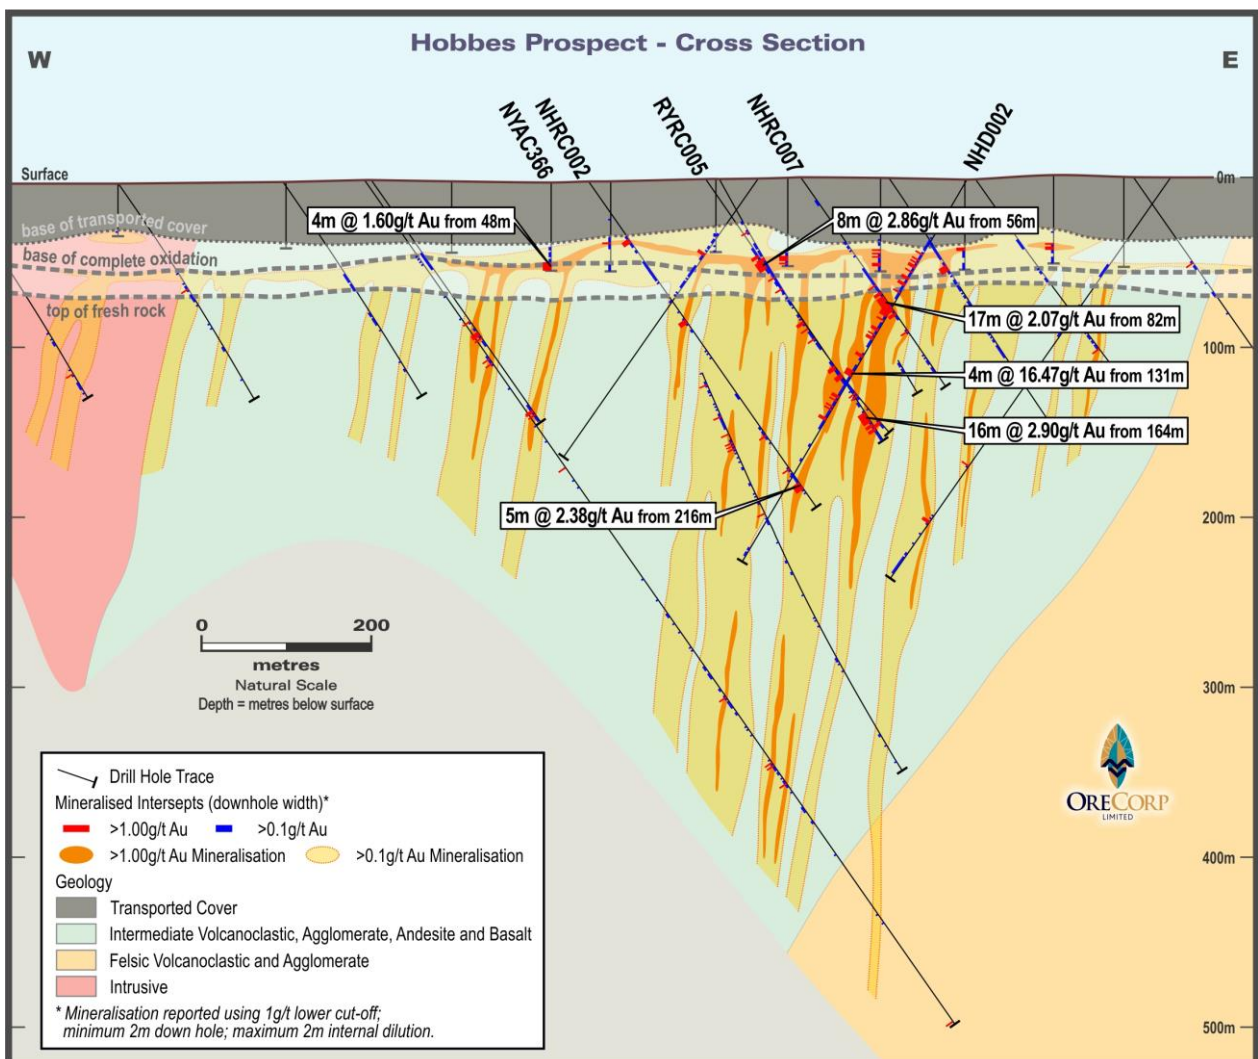 Hobbes Prospect - Cross Section
W
E
NYAC366
NHRC002
RYRC005
NHRC007
NHD002
Surface
0m
4m @ 1.60g/t Au from 48m
8m @ 2.86g/t Au from 56m
base of transported cover
base of complete oxidation
top of fresh rock
17m @ 2.07g/t Au from 82m
100m
4m @ 16.47g/t Au from 131m
16m @ 2.90g/t Au from 164m
5m @ 2.38g/t Au from 216m
200m
0 200
metres
Natural Scale
Depth = metres below surface
300m
ORECORP
LIMITED
400m
500m
Drill Hole Trace
Mineralised Intersepts (downhole width)*
>1.00g/t Au >0.1g/t Au
>1.00g/t Au Mineralisation >0.1g/t Au Mineralisation
Geology
Transported Cover
Intermediate Volcanoclastic, Agglomerate, Andesite and Basalt
Felsic Volcanoclastic and Agglomerate
Intrusive
* Mineralisation reported using 1g/t lower cut-off;
minimum 2m down hole; maximum 2m internal dilution.